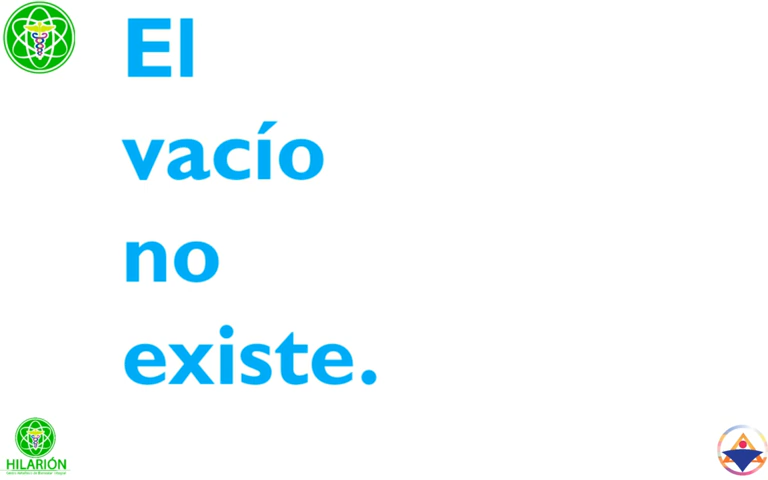 El
vacío
no
existe.
HILARIÓN